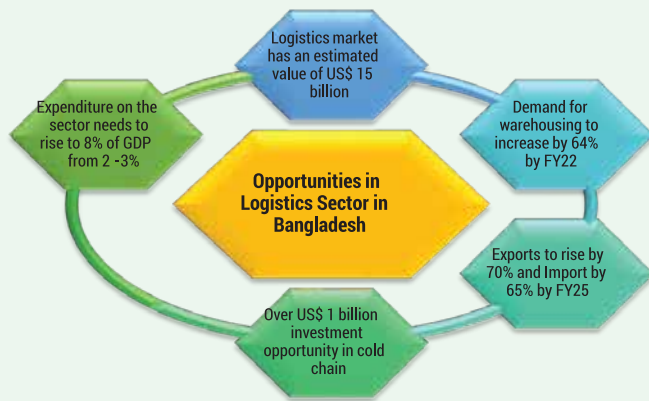 Logistics market
has an estimated
value of US$ 15
billion
Demand for
warehousing to
increase by 64%
by FY22
Exports to rise by
70% and Import by
65% by FY25
Over US$ 1 billion
investment
opportunity in cold
chain
Expenditure on the
sector needs to
rise to 8% of GDP
from 2 -3%
Opportunities in
Logistics Sector in
Bangladesh